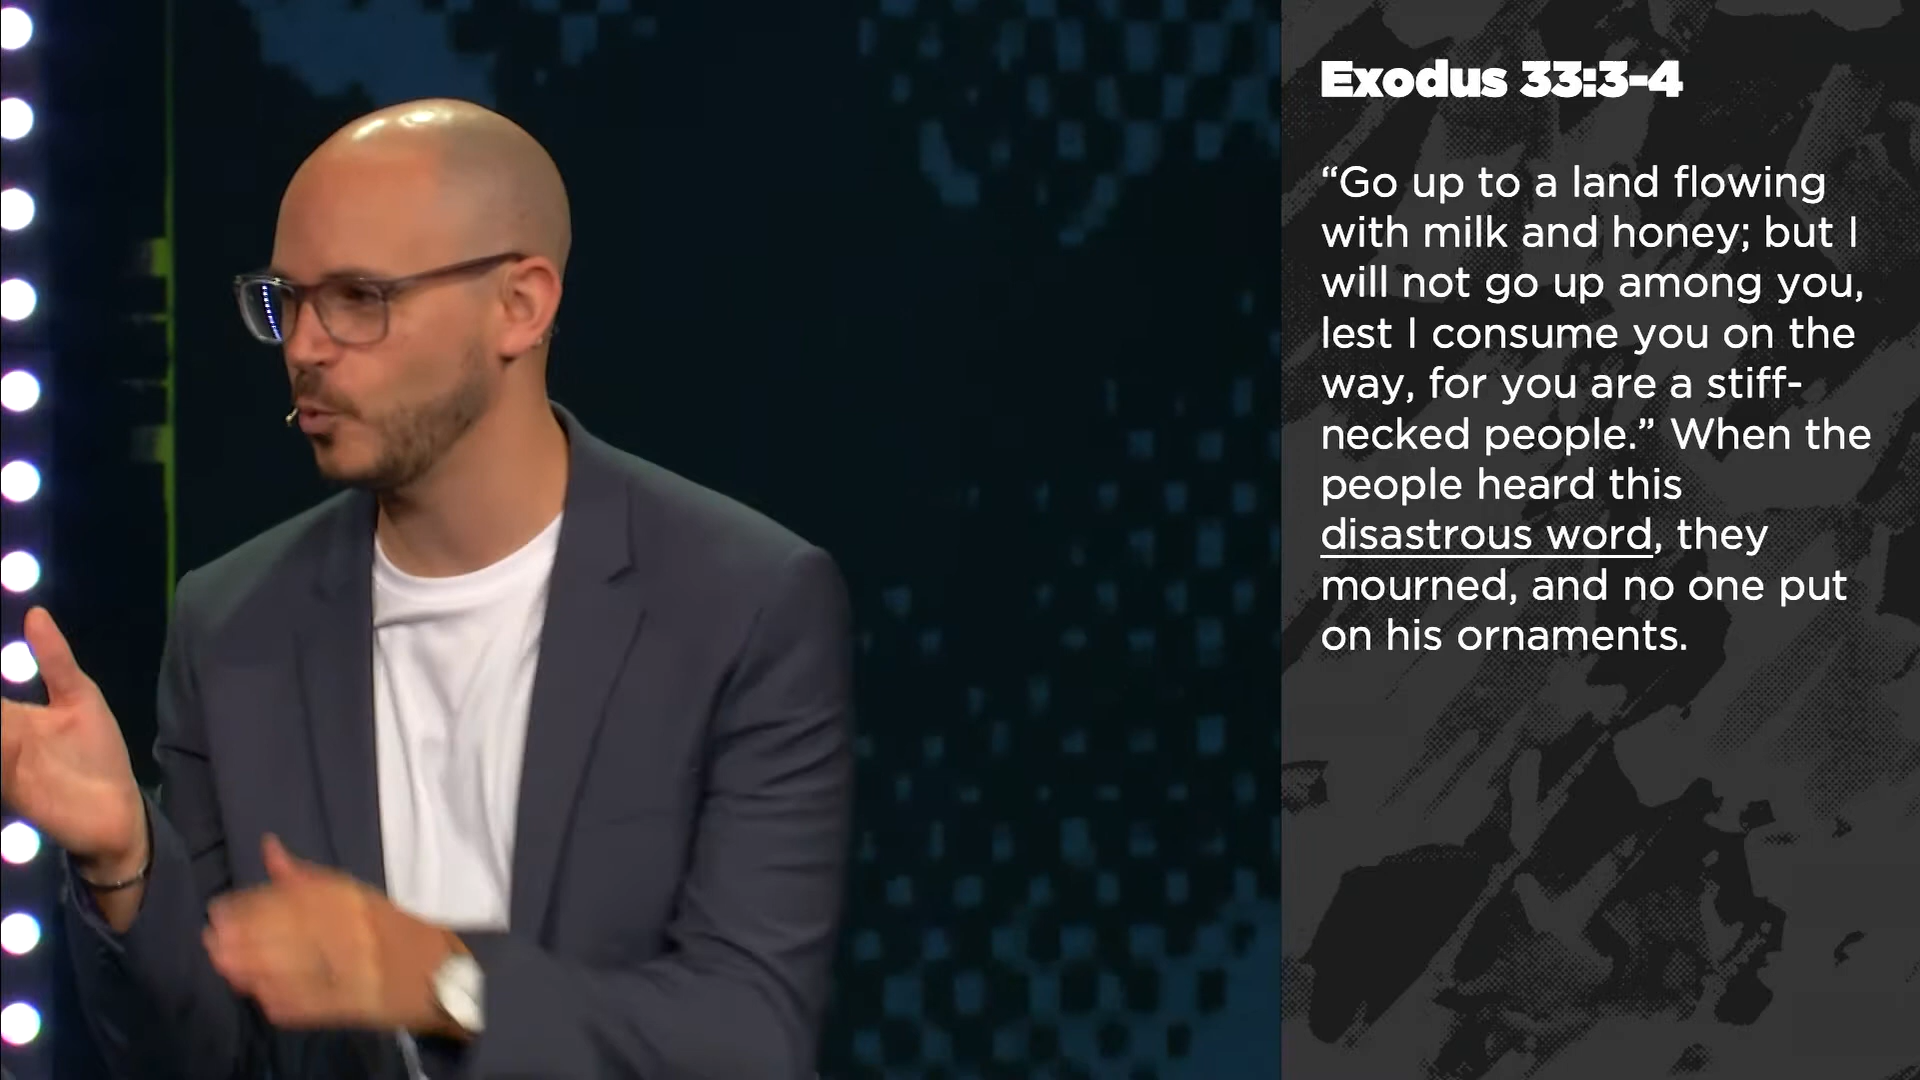 Exodus 33:3-4
“Go up to a land flowing
with milk and honey; but I
will not go up among you,
lest I consume you on the
way, for you are a stiff-
necked people.” When the
people heard this
disastrous word, they
mourned, and no one put
on his ornaments.